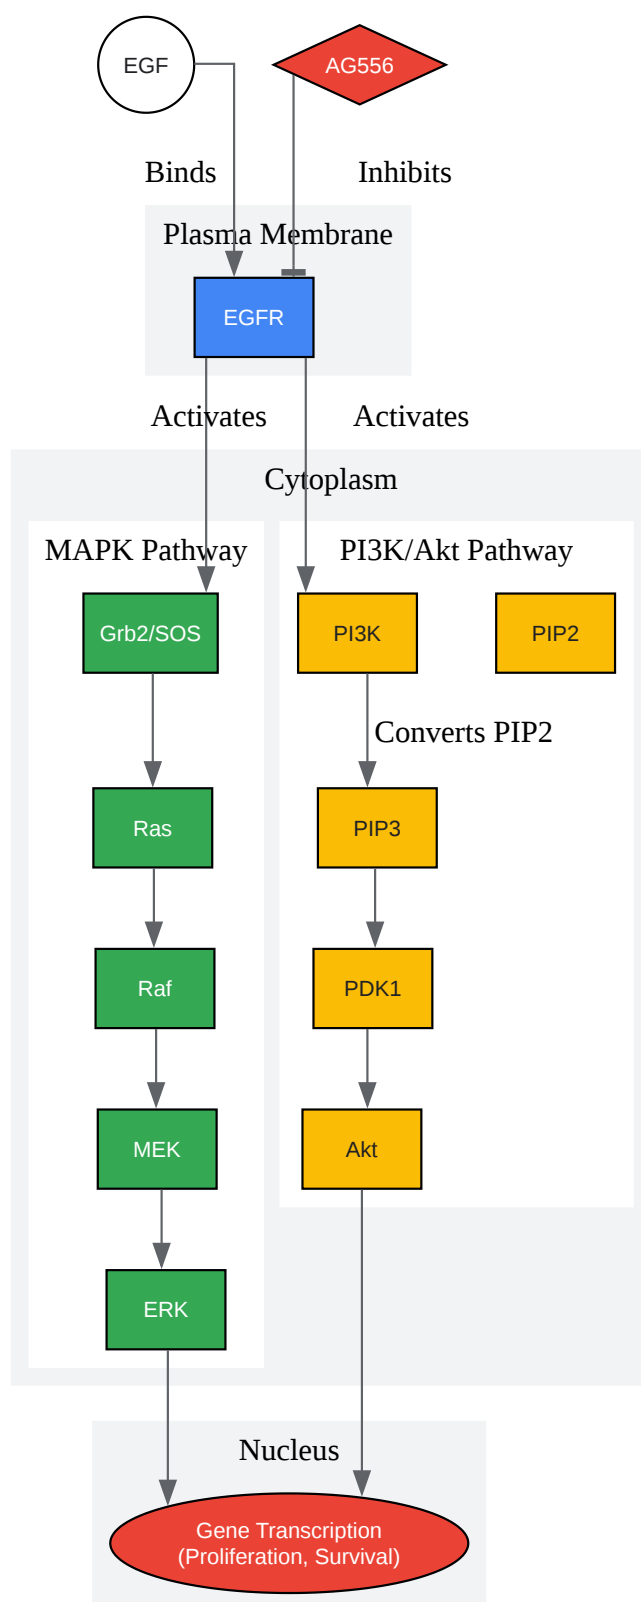 EGF
AG556
Binds
Inhibits
Plasma Membrane
EGFR
Activates
Activates
Cytoplasm
MAPK Pathway
PI3K/Akt Pathway
Grb2/SOS
PI3K
PIP2
Converts PIP2
Ras
PIP3
Raf
PDK1
MEK
Akt
ERK
Nucleus
Gene Transcription
(Proliferation, Survival)